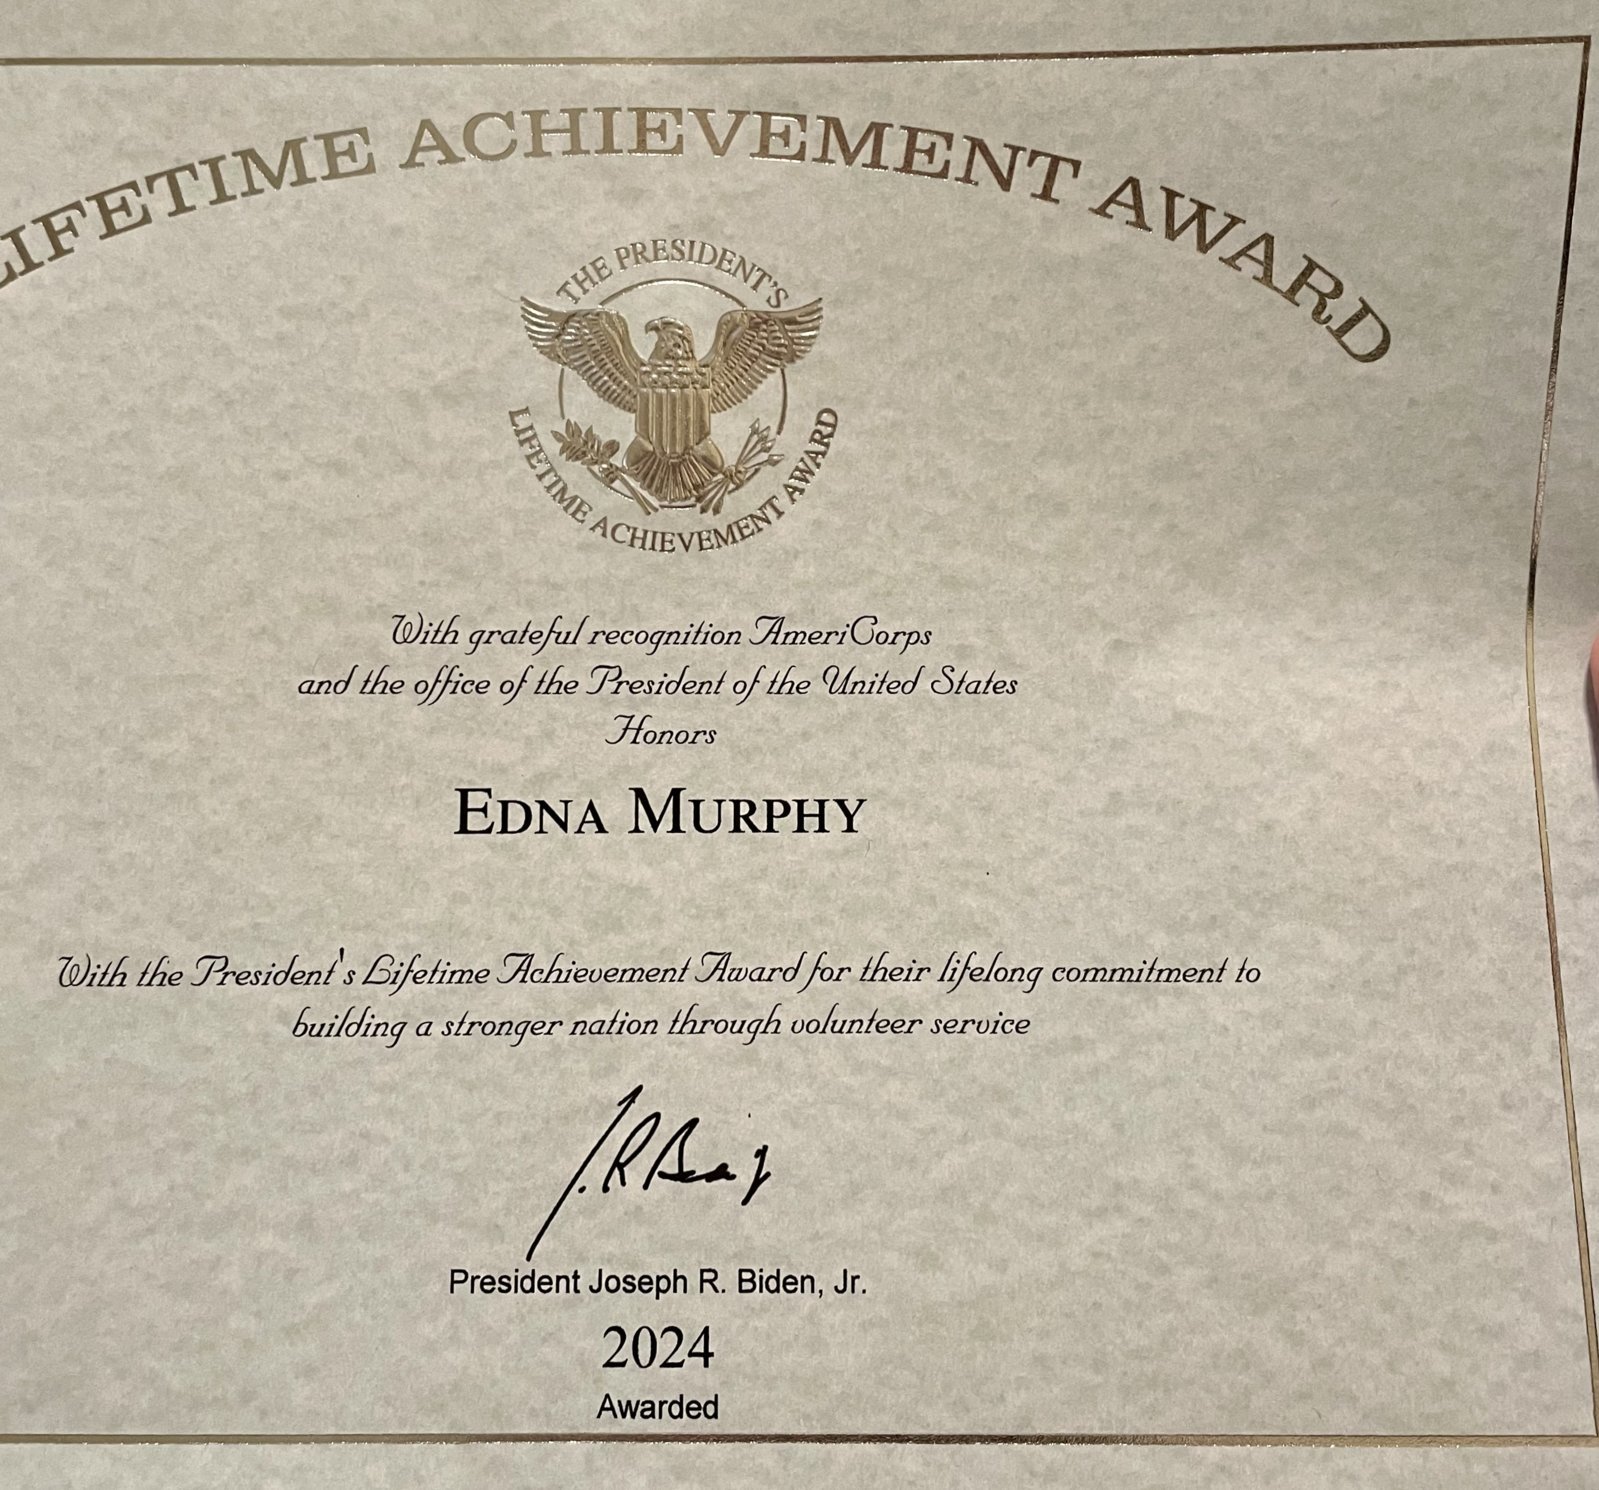 LIFETIME ACHIEVEMENT AWARD
THE PRESIDENT'S
LIFETIME ACHIEVEMENT AWARD
With grateful recognition AmeriCorps
and the office of the President of the United States
Honors
EDNA MURPHY
With the President's Lifetime Achievement Award for their lifelong commitment to
building a stronger nation through volunteer service
J. R. Biden, Jr.
President Joseph R. Biden, Jr.
2024
Awarded